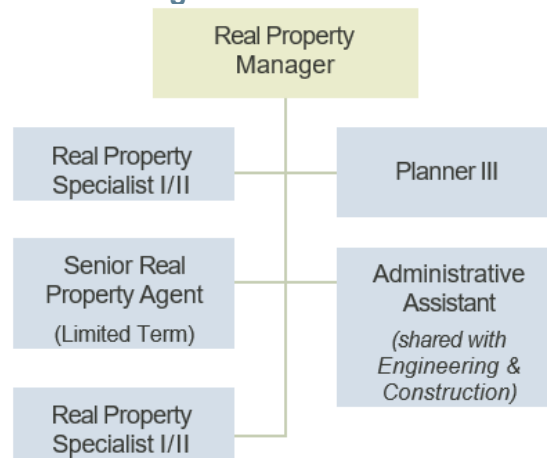 Real Property
Manager
Real Property
Specialist I/II
Planner III
Senior Real
Property Agent
(Limited Term)
Administrative
Assistant
(shared with
Engineering &
Construction)
Real Property
Specialist I/II